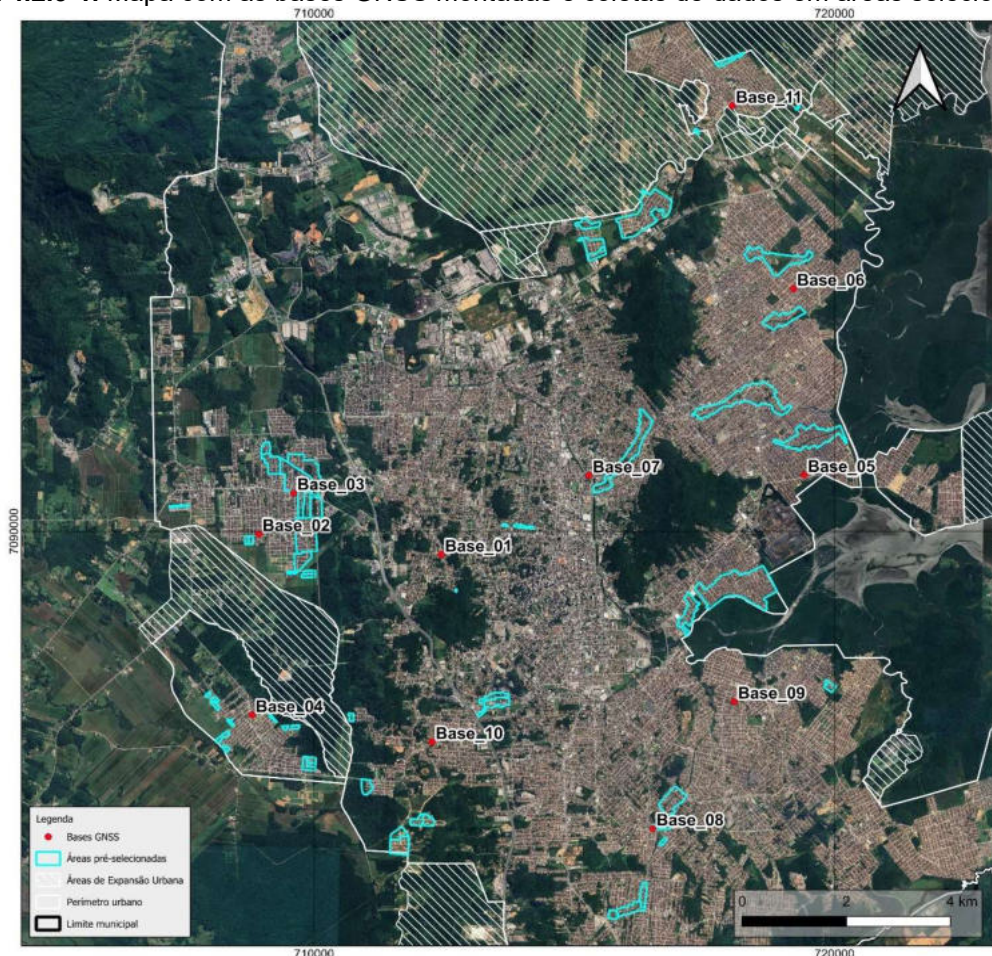 mapa com as bases GNSS montadas e coletas de dados em áreas
710000
720000
Base_11
Base_06
Base_07
Base_05
Base_03
Base_02
7090000
Base_01
Base_04
Base_09
Base_10
Base_08
Legenda
Bases GNSS
Áreas pré-selecionadas
Áreas de Expansão Urbana
Perímetro urbano
Limite municipal
0 2 4 km
710000
720000